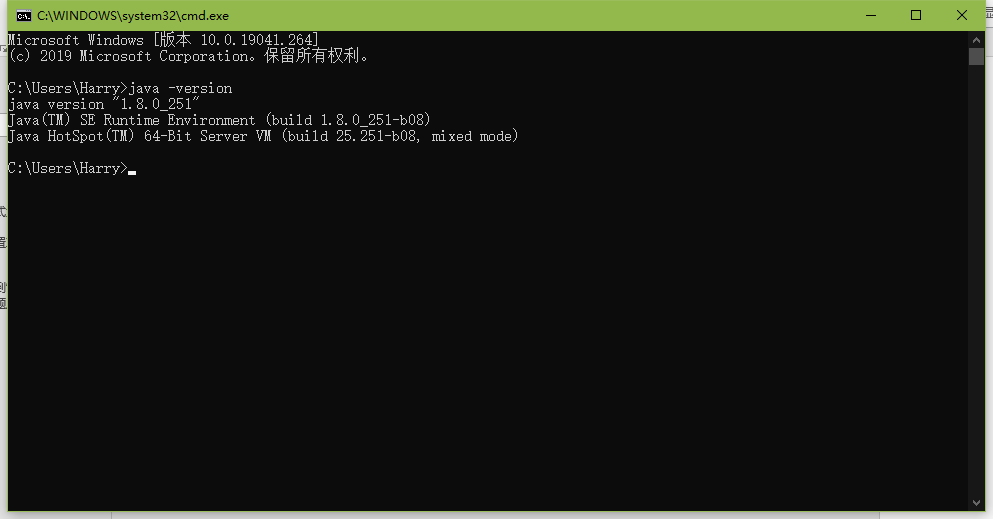 C:\WINDOWS\system32\cmd.exe
Microsoft Windows [版本 10.0.19041.264]
(c) 2019 Microsoft Corporation。保留所有权利。
C:\Users\Harry>java -version
java version "1.8.0_251"
Java(TM) SE Runtime Environment (build 1.8.0_251-b08)
Java HotSpot(TM) 64-Bit Server VM (build 25.251-b08, mixed mode)
C:\Users\Harry>